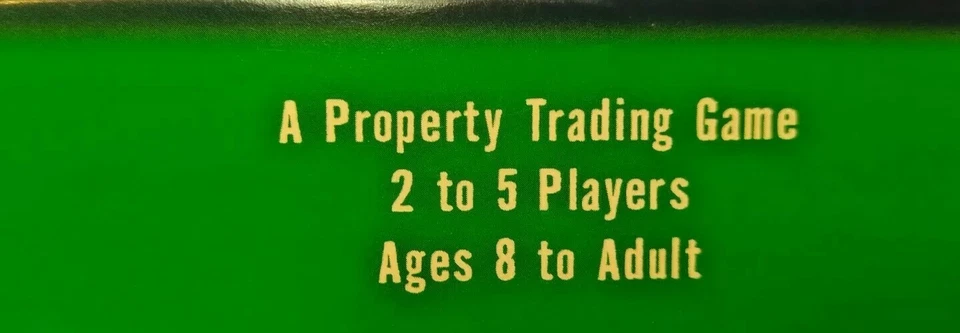 A Property Trading Game
2 to 5 Players
Ages 8 to Adult